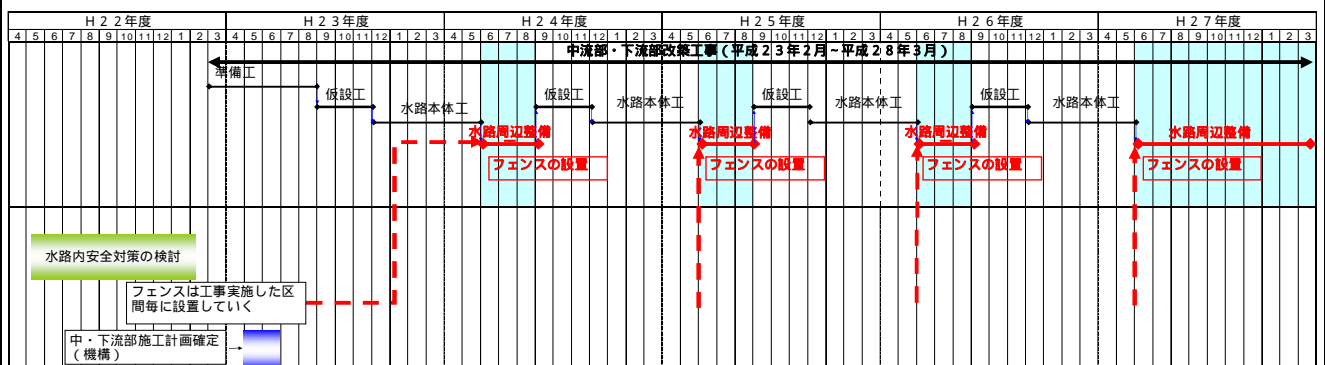 H22年度 H23年度 H24年度 H25年度 H26年度 H27年度
4 5 6 7 8 9 10 11 12 1 2 3 4 5 6 7 8 9 10 11 12 1 2 3 4 5 6 7 8 9 10 11 12 1 2 3 4 5 6 7 8 9 10 11 12 1 2 3 4 5 6 7 8 9 10 11 12 1 2 3 4 5 6 7 8 9 10 11 12 1 2 3
中流部・下流部改築工事(平成23年2月~平成28年3月)
準備工
仮設工 仮設工 仮設工 仮設工
水路本体工 水路本体工 水路本体工 水路本体工
水路周辺整備工 水路周辺整備 水路周辺整備工 水路周辺整備
フェンスの設置 フェンスの設置 フェンスの設置 フェンスの設置
水路内安全対策の検討
フェンスは工事実施した区
間毎に設置していく
中・下流部施工計画確定
(機構)